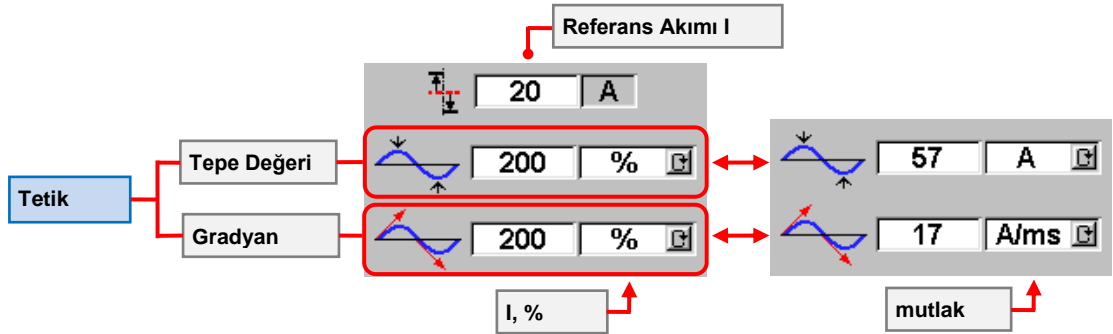 Referans Akımı I
20 A
Tepe Değeri
200 %
57 A
Tetik
Gradyan
200 %
17 A/ms
I, %
mutlak